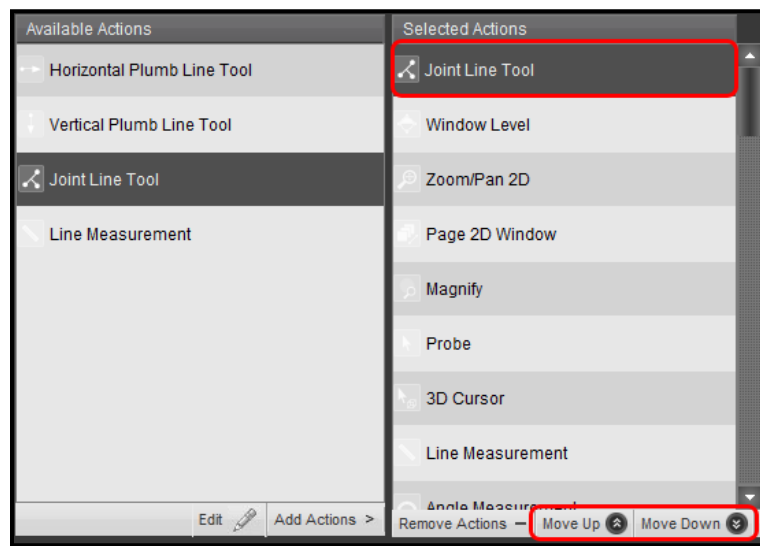 Available Actions
Horizontal Plumb Line Tool
Vertical Plumb Line Tool
Joint Line Tool
Line Measurement
Edit
Add Actions >
Selected Actions
Joint Line Tool
Window Level
Zoom/Pan 2D
Page 2D Window
Magnify
Probe
3D Cursor
Line Measurement
Angle Measurement
Remove Actions –
Move Up
Move Down